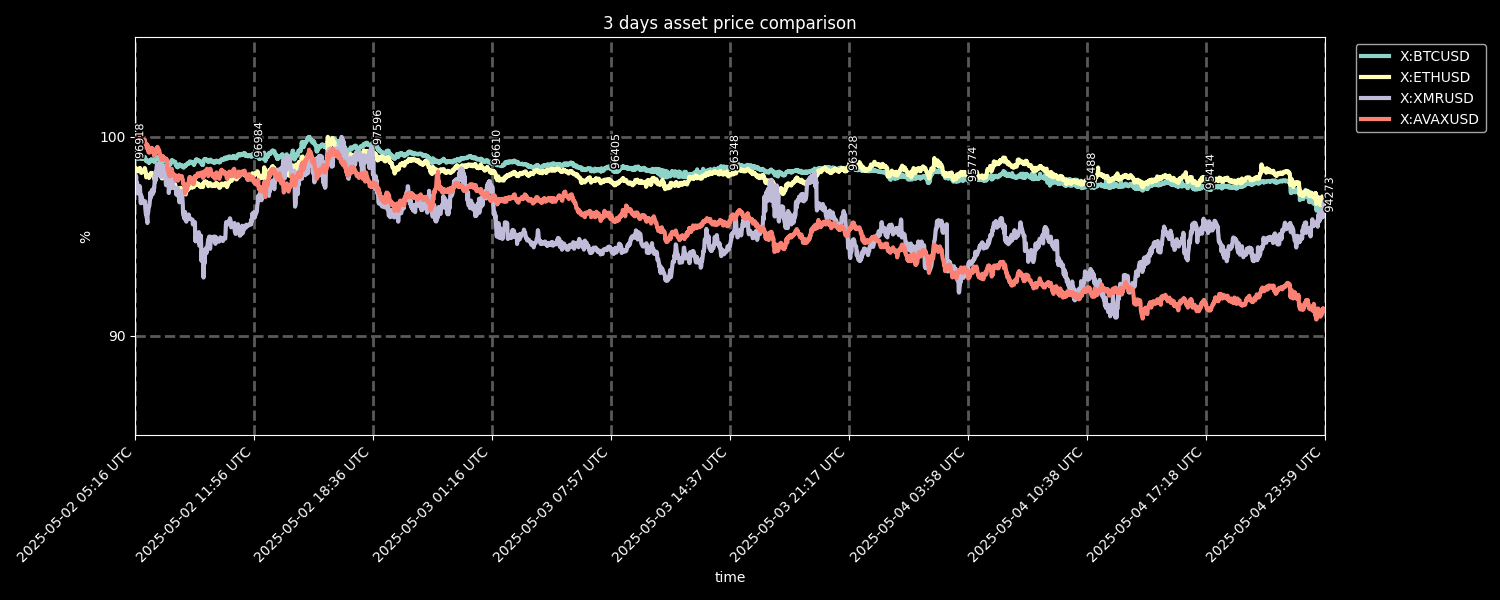 3 days asset price comparison
X:BTCUSD
X:ETHUSD
X:XMRUSD
X:AVAXUSD
100
90
%
96918
96984
97596
96610
96405
96348
96328
95774
95488
95414
94273
2025-05-02 05:16 UTC
2025-05-02 11:56 UTC
2025-05-02 18:36 UTC
2025-05-03 01:16 UTC
2025-05-03 07:57 UTC
2025-05-03 14:37 UTC
2025-05-03 21:17 UTC
2025-05-04 03:58 UTC
2025-05-04 10:38 UTC
2025-05-04 17:18 UTC
2025-05-04 23:59 UTC
time